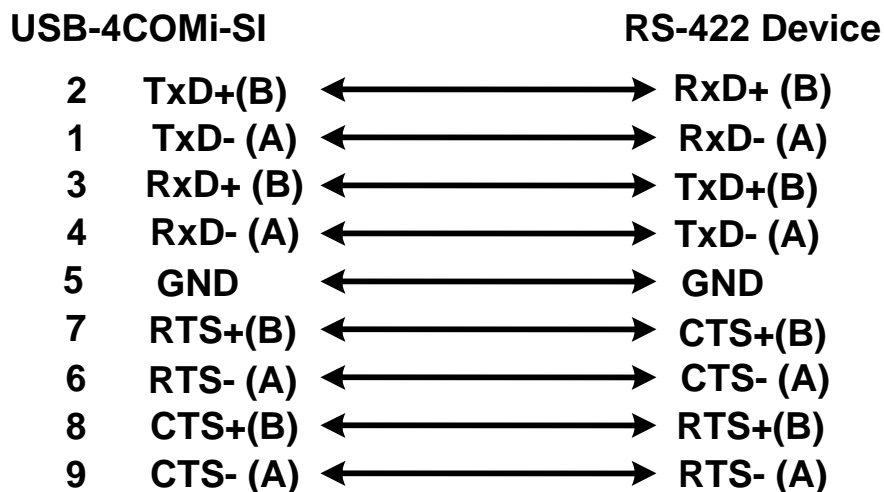 USB-4COMi-SI RS-422 Device
2 TxD+(B) RxD+ (B)
1 TxD- (A) RxD- (A)
3 RxD+ (B) TxD+(B)
4 RxD- (A) TxD- (A)
5 GND GND
7 RTS+(B) CTS+(B)
6 RTS- (A) CTS- (A)
8 CTS+(B) RTS+(B)
9 CTS- (A) RTS- (A)